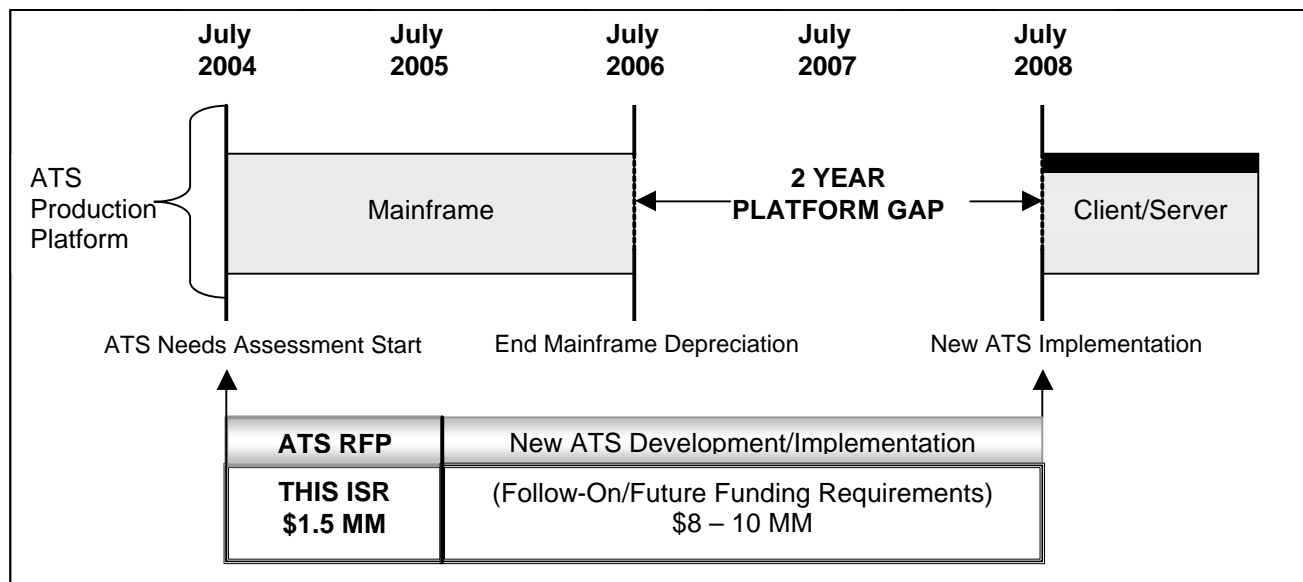 July
2004
July
2005
July
2006
July
2007
July
2008
ATS
Production
Platform
Mainframe
2 YEAR
PLATFORM GAP
Client/Server
ATS Needs Assessment Start
End Mainframe Depreciation
New ATS Implementation
ATS RFP
New ATS Development/Implementation
THIS ISR
$1.5 MM
(Follow-On/Future Funding Requirements)
$8 – 10 MM